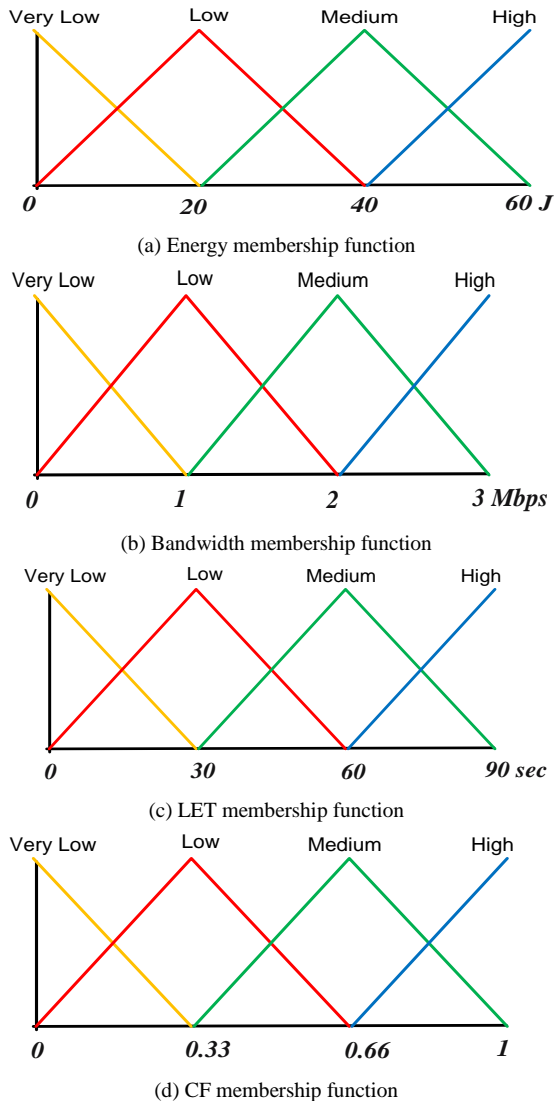 Very Low Low Medium High
0 20 40 60 J
(a) Energy membership function
Very Low Low Medium High
0 1 2 3 Mbps
(b) Bandwidth membership function
Very Low Low Medium High
0 30 60 90 sec
(c) LET membership function
Very Low Low Medium High
0 0.33 0.66 1
(d) CF membership function